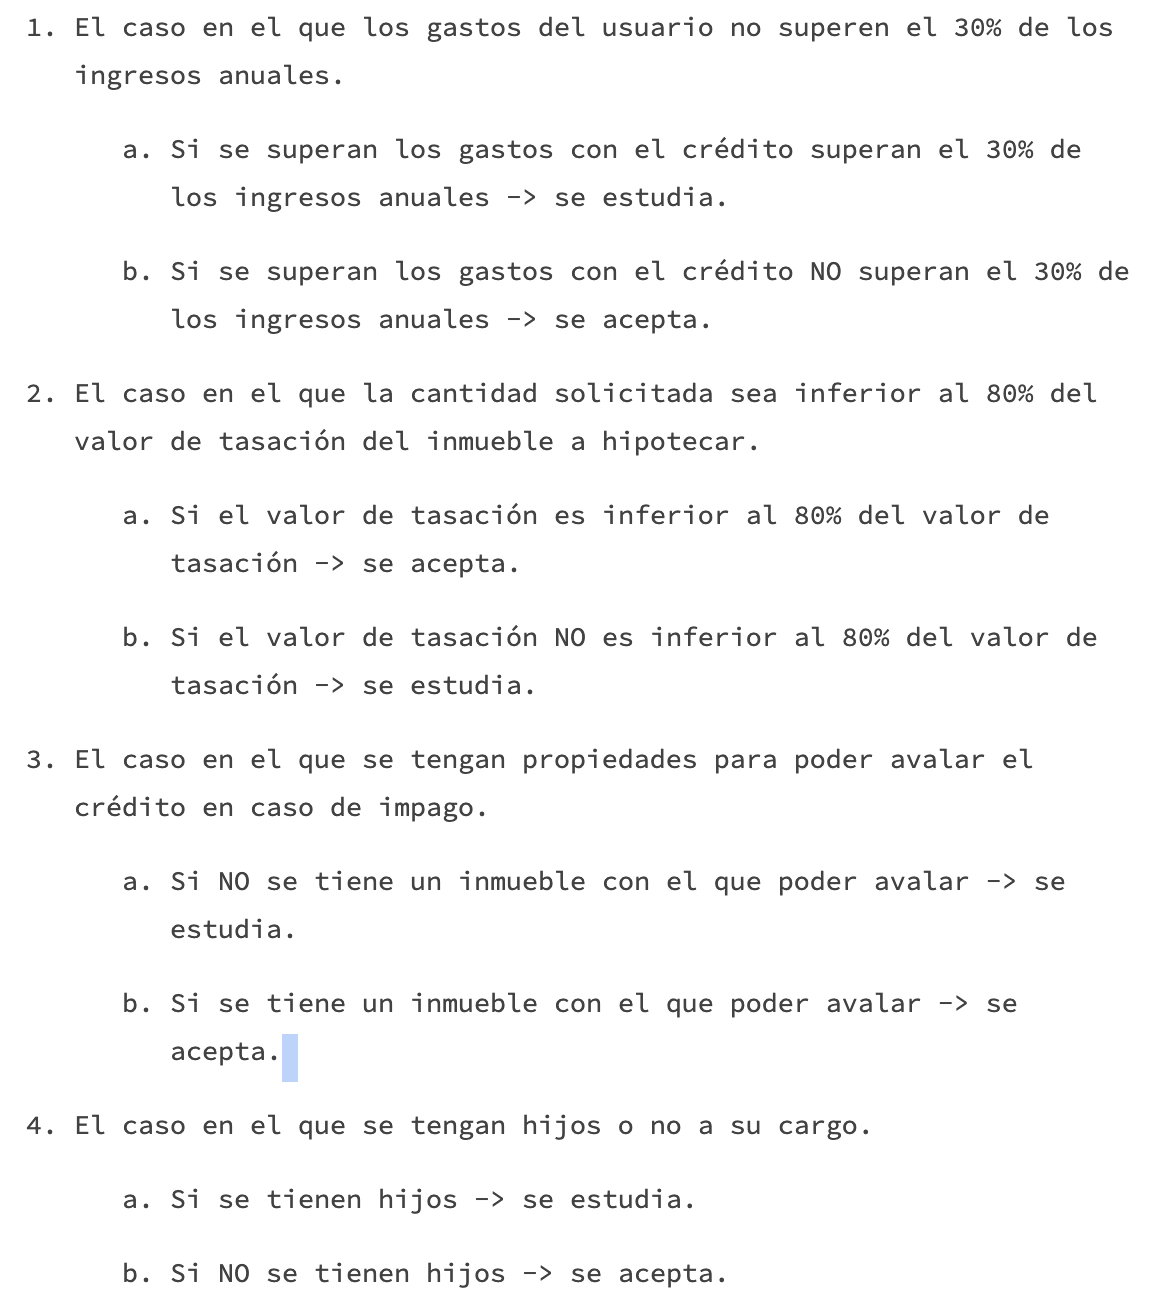 1. El caso en el que los gastos del usuario no superen el 30% de los
ingresos anuales.
a. Si se superan los gastos con el crédito superan el 30% de
los ingresos anuales -> se estudia.
b. Si se superan los gastos con el crédito NO superan el 30% de
los ingresos anuales -> se acepta.
2. El caso en el que la cantidad solicitada sea inferior al 80% del
valor de tasación del inmueble a hipotecar.
a. Si el valor de tasación es inferior al 80% del valor de
tasación -> se acepta.
b. Si el valor de tasación NO es inferior al 80% del valor de
tasación -> se estudia.
3. El caso en el que se tengan propiedades para poder avalar el
crédito en caso de impago.
a. Si NO se tiene un inmueble con el que poder avalar -> se
estudia.
b. Si se tiene un inmueble con el que poder avalar -> se
acepta.
4. El caso en el que se tengan hijos o no a su cargo.
a. Si se tienen hijos -> se estudia.
b. Si NO se tienen hijos -> se acepta.